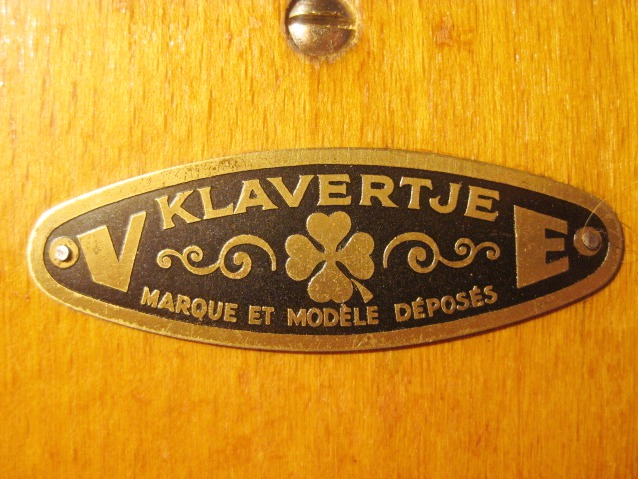 KLAVERTJE
V E
MARQUE ET MODÈLE DÉPOSÉS